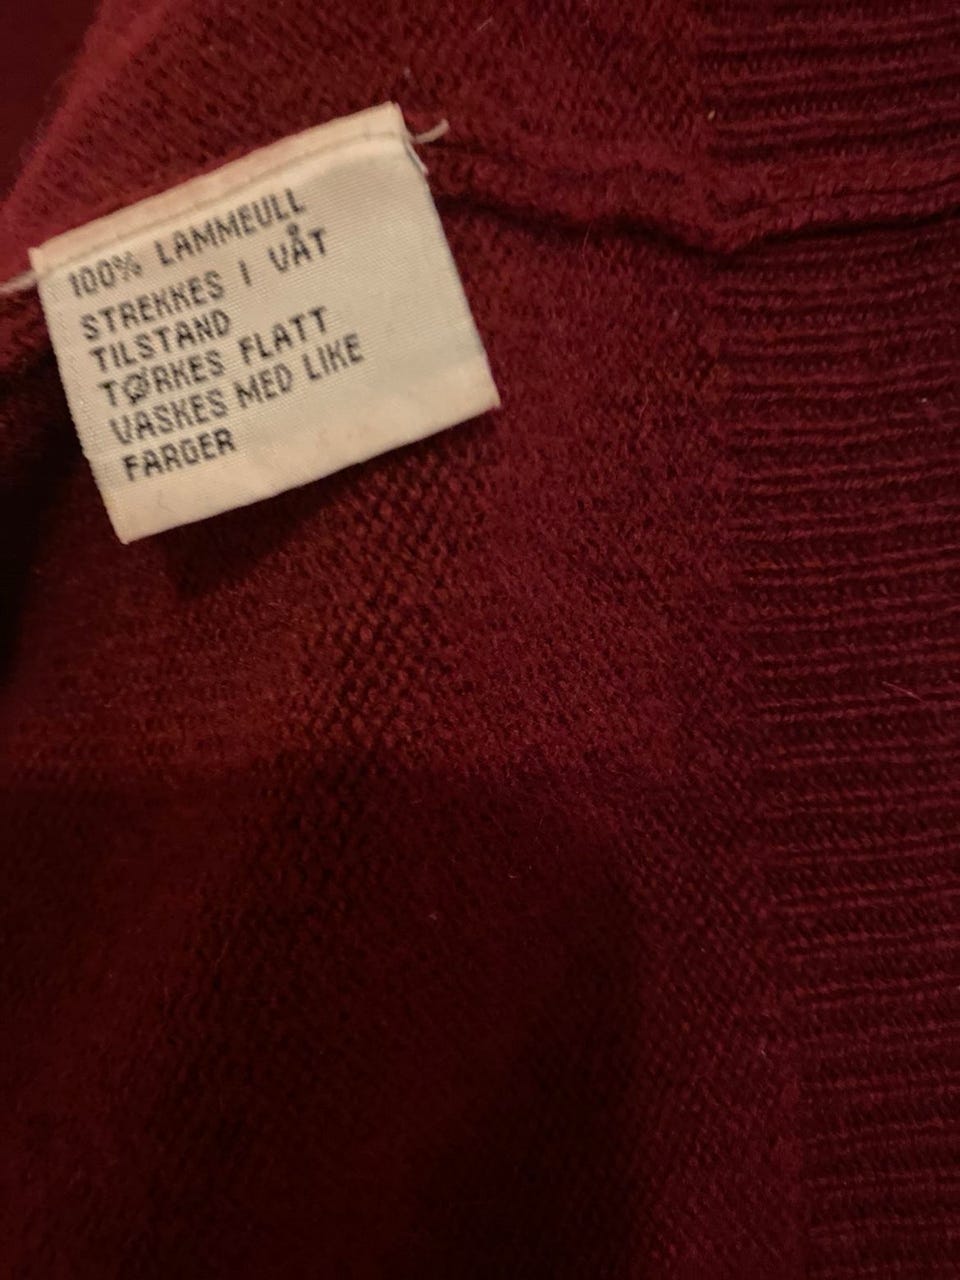 100% LAMMEULL
STREKKES I VÅT
TILSTAND
TØRKES FLATT
VASKES MED LIKE
FARGER